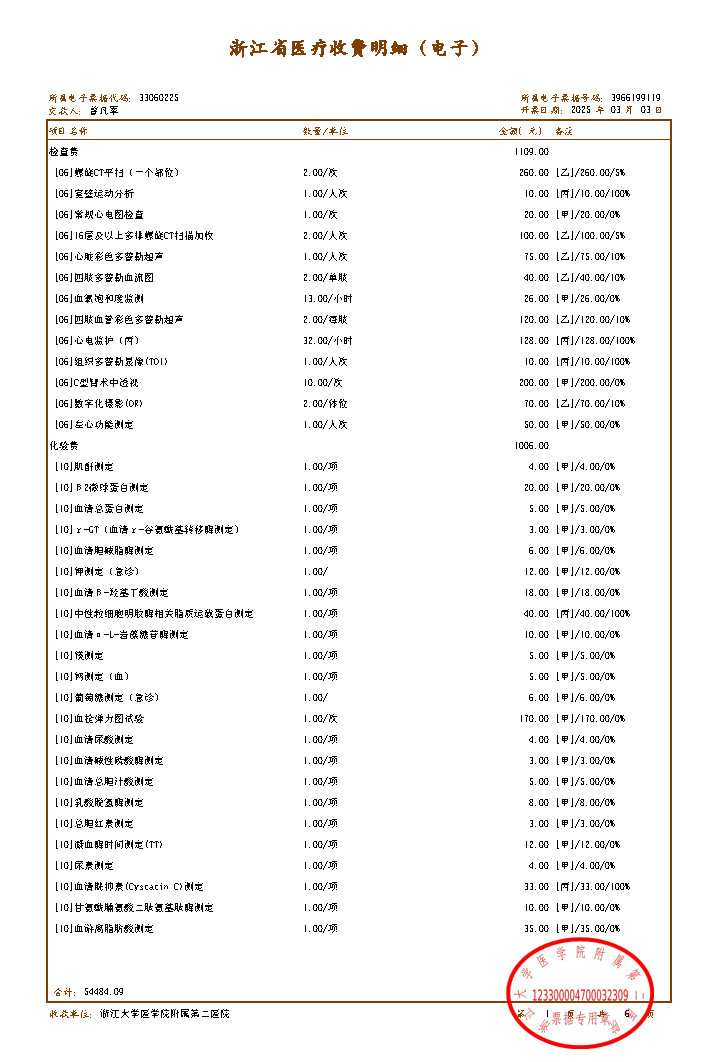 浙江省医疗收费明细（电子）
所属电子票据代码: 33060225 所属电子票据号码: 3966199119
交款人: 曾凡军 开票日期: 2025 年 03 月 03 日
项目名称 数量/单位 金额( 元) 备注
检查费 1109.00
[06]螺旋CT平扫（一个部位） 2.00/次 260.00 [乙]/260.00/5%
[06]室壁运动分析 1.00/人次 10.00 [丙]/10.00/100%
[06]常规心电图检查 1.00/次 20.00 [甲]/20.00/0%
[06]16层及以上多排螺旋CT扫描加收 2.00/人次 100.00 [乙]/100.00/5%
[06]心脏彩色多普勒超声 1.00/人次 75.00 [乙]/75.00/10%
[06]四肢多普勒血流图 2.00/单肢 40.00 [乙]/40.00/10%
[06]血氧饱和度监测 13.00/小时 26.00 [甲]/26.00/0%
[06]四肢血管彩色多普勒超声 2.00/每肢 120.00 [乙]/120.00/10%
[06]心电监护（丙） 32.00/小时 128.00 [丙]/128.00/100%
[06]组织多普勒显像(TDI) 1.00/人次 10.00 [丙]/10.00/100%
[06]C型臂术中透视 10.00/次 200.00 [甲]/200.00/0%
[06]数字化摄影(DR) 2.00/体位 70.00 [乙]/70.00/10%
[06]左心功能测定 1.00/人次 50.00 [甲]/50.00/0%
化验费 1006.00
[10]肌酐测定 1.00/项 4.00 [甲]/4.00/0%
[10]β2微球蛋白测定 1.00/项 20.00 [甲]/20.00/0%
[10]血清总蛋白测定 1.00/项 5.00 [甲]/5.00/0%
[10]r-GT（血清r-谷氨酰基转移酶测定） 1.00/项 3.00 [甲]/3.00/0%
[10]血清胆碱脂酶测定 1.00/项 6.00 [甲]/6.00/0%
[10]钾测定（急诊） 1.00/ 12.00 [甲]/12.00/0%
[10]血清β-羟基丁酸测定 1.00/项 18.00 [甲]/18.00/0%
[10]中性粒细胞明胶酶相关脂质运载蛋白测定 1.00/项 40.00 [丙]/40.00/100%
[10]血清α-L-岩藻糖苷酶测定 1.00/项 10.00 [甲]/10.00/0%
[10]镁测定 1.00/项 5.00 [甲]/5.00/0%
[10]钙测定（血） 1.00/项 5.00 [甲]/5.00/0%
[10]葡萄糖测定（急诊） 1.00/ 6.00 [甲]/6.00/0%
[10]血栓弹力图试验 1.00/次 170.00 [甲]/170.00/0%
[10]血清尿酸测定 1.00/项 4.00 [甲]/4.00/0%
[10]血清碱性磷酸酶测定 1.00/项 3.00 [甲]/3.00/0%
[10]血清总胆汁酸测定 1.00/项 5.00 [甲]/5.00/0%
[10]乳酸脱氢酶测定 1.00/项 8.00 [甲]/8.00/0%
[10]总胆红素测定 1.00/项 3.00 [甲]/3.00/0%
[10]凝血酶时间测定(TT) 1.00/项 12.00 [甲]/12.00/0%
[10]尿素测定 1.00/项 4.00 [甲]/4.00/0%
[10]血清胱抑素(Cystatin C)测定 1.00/项 33.00 [丙]/33.00/100%
[10]甘氨酰脯氨酸二肽氨基肽酶测定 1.00/项 10.00 [甲]/10.00/0%
[10]血游离脂肪酸测定 1.00/项 35.00 [甲]/35.00/0%
合计: 54484.09
收款单位: 浙江大学医学院附属第二医院 第 1 页 共 6 页
浙江大学医学院附属第二医院
123300004700032309
票据专用章